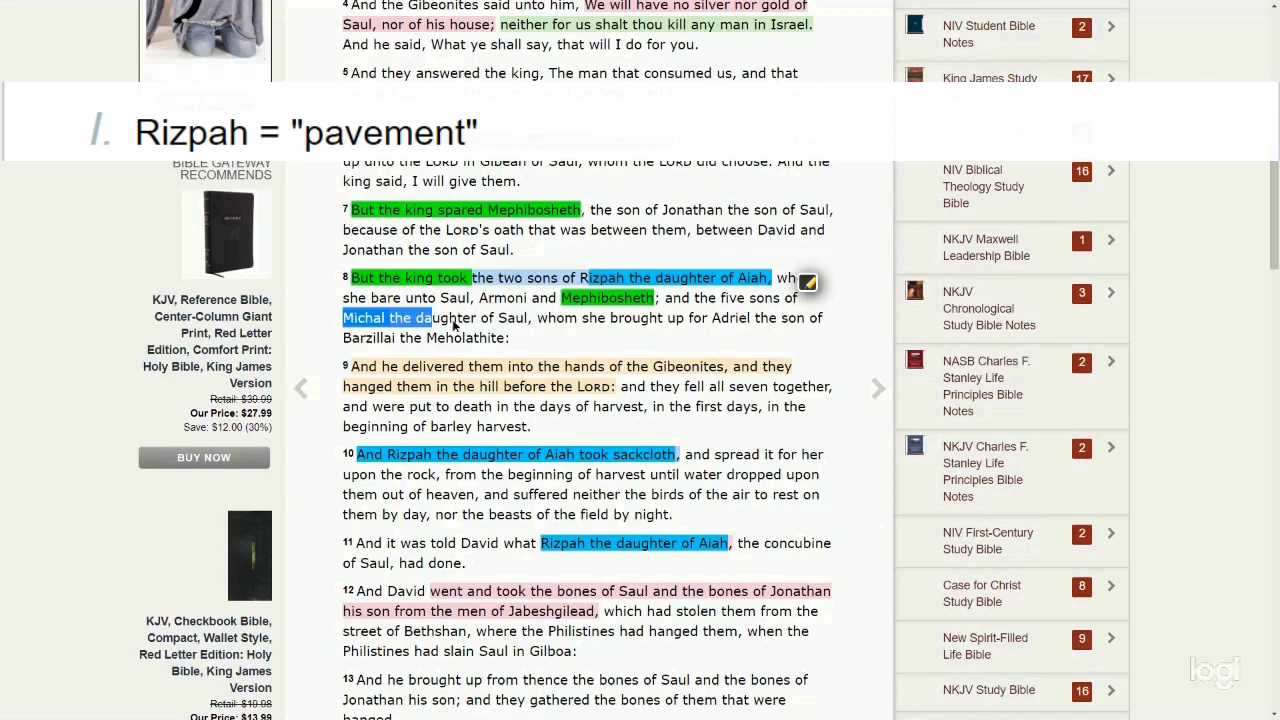 4 And the Gibeonites said unto him, We will have no silver nor gold of
Saul, nor of his house; neither for us shalt thou kill any man in Israel.
And he said, What ye shall say, that will I do for you.
5 And they answered the king, The man that consumed us, and that
I. Rizpah = "pavement"
up unto the LORD in Gibeah of Saul, whom the LORD did choose. And the
king said, I will give them.
7 But the king spared Mephibosheth, the son of Jonathan the son of Saul,
because of the LORD's oath that was between them, between David and
Jonathan the son of Saul.
8 But the king took the two sons of Rizpah the daughter of Aiah, wh
she bare unto Saul, Armoni and Mephibosheth; and the five sons of
Michal the daughter of Saul, whom she brought up for Adriel the son of
Barzillai the Meholathite:
9 And he delivered them into the hands of the Gibeonites, and they
hanged them in the hill before the LORD: and they fell all seven together,
and were put to death in the days of harvest, in the first days, in the
beginning of barley harvest.
10 And Rizpah the daughter of Aiah took sackcloth, and spread it for her
upon the rock, from the beginning of harvest until water dropped upon
them out of heaven, and suffered neither the birds of the air to rest on
them by day, nor the beasts of the field by night.
11 And it was told David what Rizpah the daughter of Aiah, the concubine
of Saul, had done.
12 And David went and took the bones of Saul and the bones of Jonathan
his son from the men of Jabeshgilead, which had stolen them from the
street of Bethshan, where the Philistines had hanged them, when the
Philistines had slain Saul in Gilboa:
13 And he brought up from thence the bones of Saul and the bones of
Jonathan his son; and they gathered the bones of them that were
hanged.
BIBLE GATEWAY
RECOMMENDS
KJV, Reference Bible,
Center-Column Giant
Print, Red Letter
Edition, Comfort Print:
Holy Bible, King James
Version
Retail: $39.99
Our Price: $27.99
Save: $12.00 (30%)
BUY NOW
KJV, Checkbook Bible,
Compact, Wallet Style,
Red Letter Edition: Holy
Bible, King James
Version
Retail: $19.98
Our Price: $13.99
NIV Student Bible
Notes
2
King James Study
17
NIV Biblical
Theology Study
Bible
16
NKJV Maxwell
Leadership Bible
1
NKJV
Chronological
Study Bible Notes
3
NASB Charles F.
Stanley Life
Principles Bible
Notes
2
NKJV Charles F.
Stanley Life
Principles Bible
Notes
2
NIV First-Century
Study Bible
2
Case for Christ
Study Bible
8
New Spirit-Filled
Life Bible
9
NKJV Study Bible
16
logi